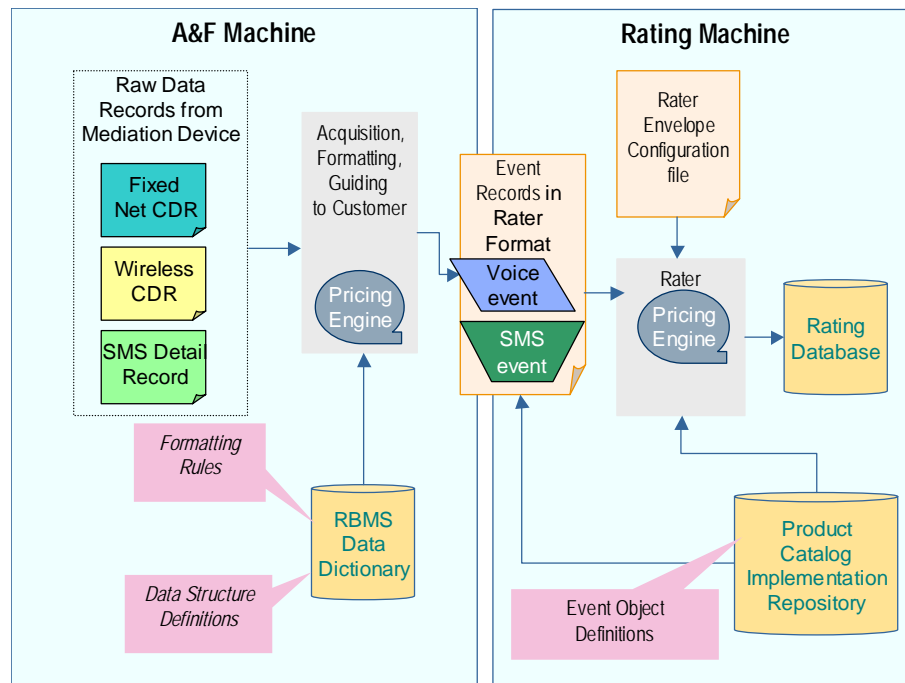 A&F Machine
Raw Data
Records from
Mediation Device
Fixed
Net CDR
Wireless
CDR
SMS Detail
Record
Acquisition,
Formatting,
Guiding
to Customer
Pricing
Engine
Formatting
Rules
Data Structure
Definitions
RBMS
Data
Dictionary
Event
Records in
Rater
Format
Voice
event
SMS
event
Rating Machine
Rater
Envelope
Configuration
file
Rater
Pricing
Engine
Rating
Database
Event Object
Definitions
Product
Catalog
Implementation
Repository